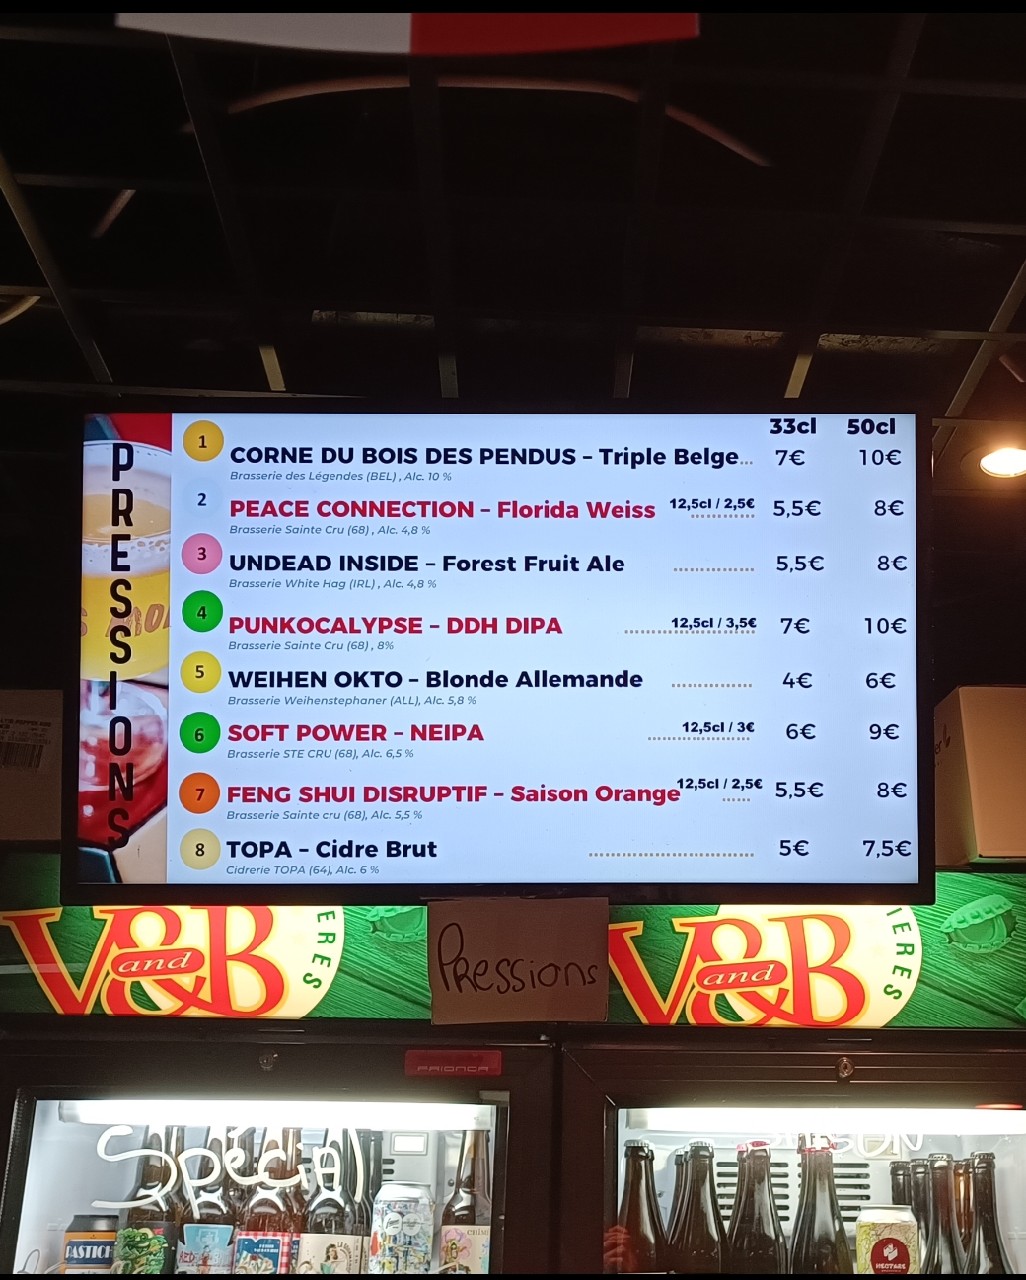 PRESSIONS
33cl 50cl
1 CORNE DU BOIS DES PENDUS – Triple Belge... 7€ 10€
Brasserie des Légendes (BEL) , Alc. 10 %
2 PEACE CONNECTION – Florida Weiss 12,5cl / 2,5€ 5,5€ 8€
Brasserie Sainte Cru (68) , Alc. 4,8 %
3 UNDEAD INSIDE – Forest Fruit Ale 5,5€ 8€
Brasserie White Hag (IRL) , Alc. 4,8 %
4 PUNKOCALYPSE – DDH DIPA 12,5cl / 3,5€ 7€ 10€
Brasserie Sainte Cru (68) , 8%
5 WEIHEN OKTO – Blonde Allemande 4€ 6€
Brasserie Weihenstephaner (ALL), Alc. 5,8 %
6 SOFT POWER – NEIPA 12,5cl / 3€ 6€ 9€
Brasserie STE CRU (68), Alc. 6,5 %
7 FENG SHUI DISRUPTIF – Saison Orange 12,5cl / 2,5€ 5,5€ 8€
Brasserie Sainte cru (68), Alc. 5,5 %
8 TOPA – Cidre Brut 5€ 7,5€
Cidrerie TOPA (64), Alc. 6 %
V and B
Pressions
V and B
FRIONOR
Spécial
SAISON
HECTARE